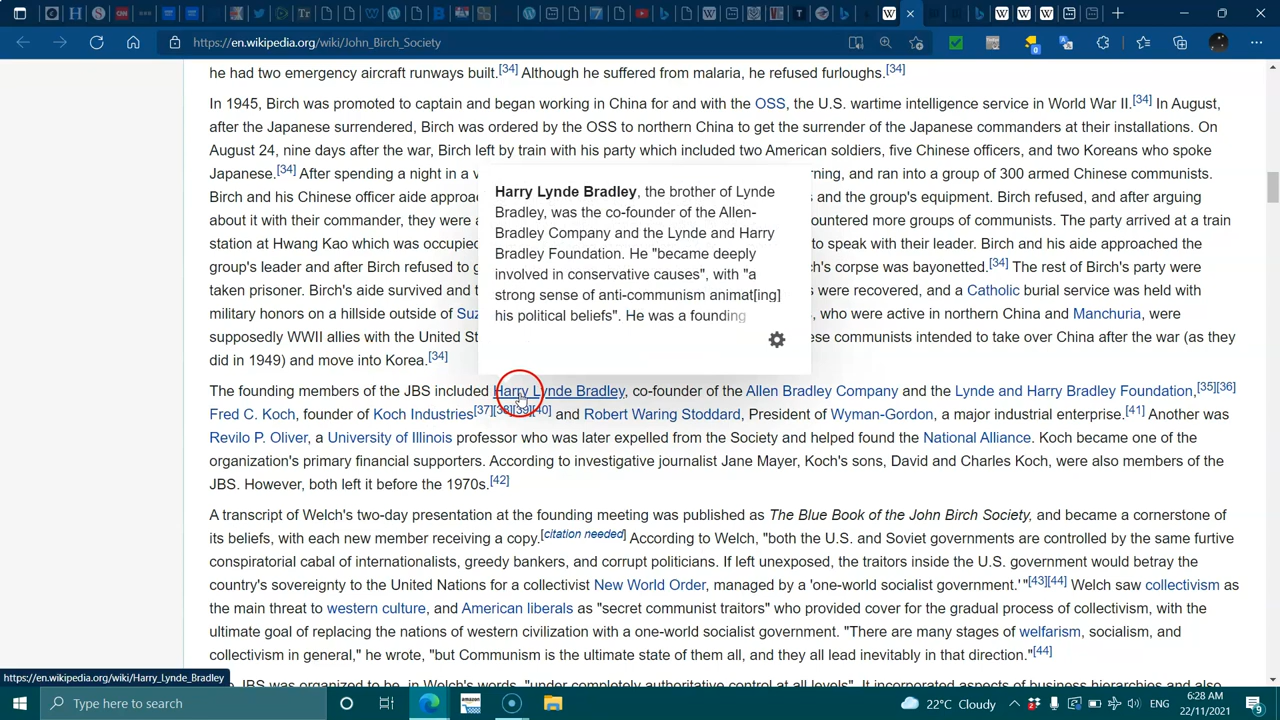 https://en.wikipedia.org/wiki/John_Birch_Society
he had two emergency aircraft runways built.[34] Although he suffered from malaria, he refused furloughs.[34]
In 1945, Birch was promoted to captain and began working in China for and with the OSS, the U.S. wartime intelligence service in World War II.[34] In August,
after the Japanese surrendered, Birch was ordered by the OSS to northern China to get the surrender of the Japanese commanders at their installations. On
August 24, nine days after the war, Birch left by train with his party which included two American soldiers, five Chinese officers, and two Koreans who spoke
Japanese.[34] After spending a night in a v rning, and ran into a group of 300 armed Chinese communists.
Birch and his Chinese officer aide approa and the group's equipment. Birch refused, and after arguing
about it with their commander, they were a ountered more groups of communists. The party arrived at a train
station at Hwang Kao which was occupie to speak with their leader. Birch and his aide approached the
group's leader and after Birch refused to g h's corpse was bayonetted.[34] The rest of Birch's party were
taken prisoner. Birch's aide survived and t s were recovered, and a Catholic burial service was held with
military honors on a hillside outside of Suz , who were active in northern China and Manchuria, were
supposedly WWII allies with the United St communists intended to take over China after the war (as they
did in 1949) and move into Korea.[34]
Harry Lynde Bradley, the brother of Lynde
Bradley, was the co-founder of the Allen-
Bradley Company and the Lynde and Harry
Bradley Foundation. He "became deeply
involved in conservative causes", with "a
strong sense of anti-communism animat[ing]
his political beliefs". He was a founding
The founding members of the JBS included Harry Lynde Bradley, co-founder of the Allen Bradley Company and the Lynde and Harry Bradley Foundation,[35][36]
Fred C. Koch, founder of Koch Industries[37][38][39][40] and Robert Waring Stoddard, President of Wyman-Gordon, a major industrial enterprise.[41] Another was
Revilo P. Oliver, a University of Illinois professor who was later expelled from the Society and helped found the National Alliance. Koch became one of the
organization's primary financial supporters. According to investigative journalist Jane Mayer, Koch's sons, David and Charles Koch, were also members of the
JBS. However, both left it before the 1970s.[42]
A transcript of Welch's two-day presentation at the founding meeting was published as The Blue Book of the John Birch Society, and became a cornerstone of
its beliefs, with each new member receiving a copy.[citation needed] According to Welch, "both the U.S. and Soviet governments are controlled by the same furtive
conspiratorial cabal of internationalists, greedy bankers, and corrupt politicians. If left unexposed, the traitors inside the U.S. government would betray the
country's sovereignty to the United Nations for a collectivist New World Order, managed by a 'one-world socialist government.'"[43][44] Welch saw collectivism as
the main threat to western culture, and American liberals as "secret communist traitors" who provided cover for the gradual process of collectivism, with the
ultimate goal of replacing the nations of western civilization with a one-world socialist government. "There are many stages of welfarism, socialism, and
collectivism in general," he wrote, "but Communism is the ultimate state of them all, and they all lead inevitably in that direction."[44]
JBS was organized to be, in Welch's words, "under completely authoritative control at all levels". It incorporated aspects of business hierarchies and also
https://en.wikipedia.org/wiki/Harry_Lynde_Bradley
Type here to search
amazon
22°C Cloudy
ENG
6:28 AM
22/11/2021